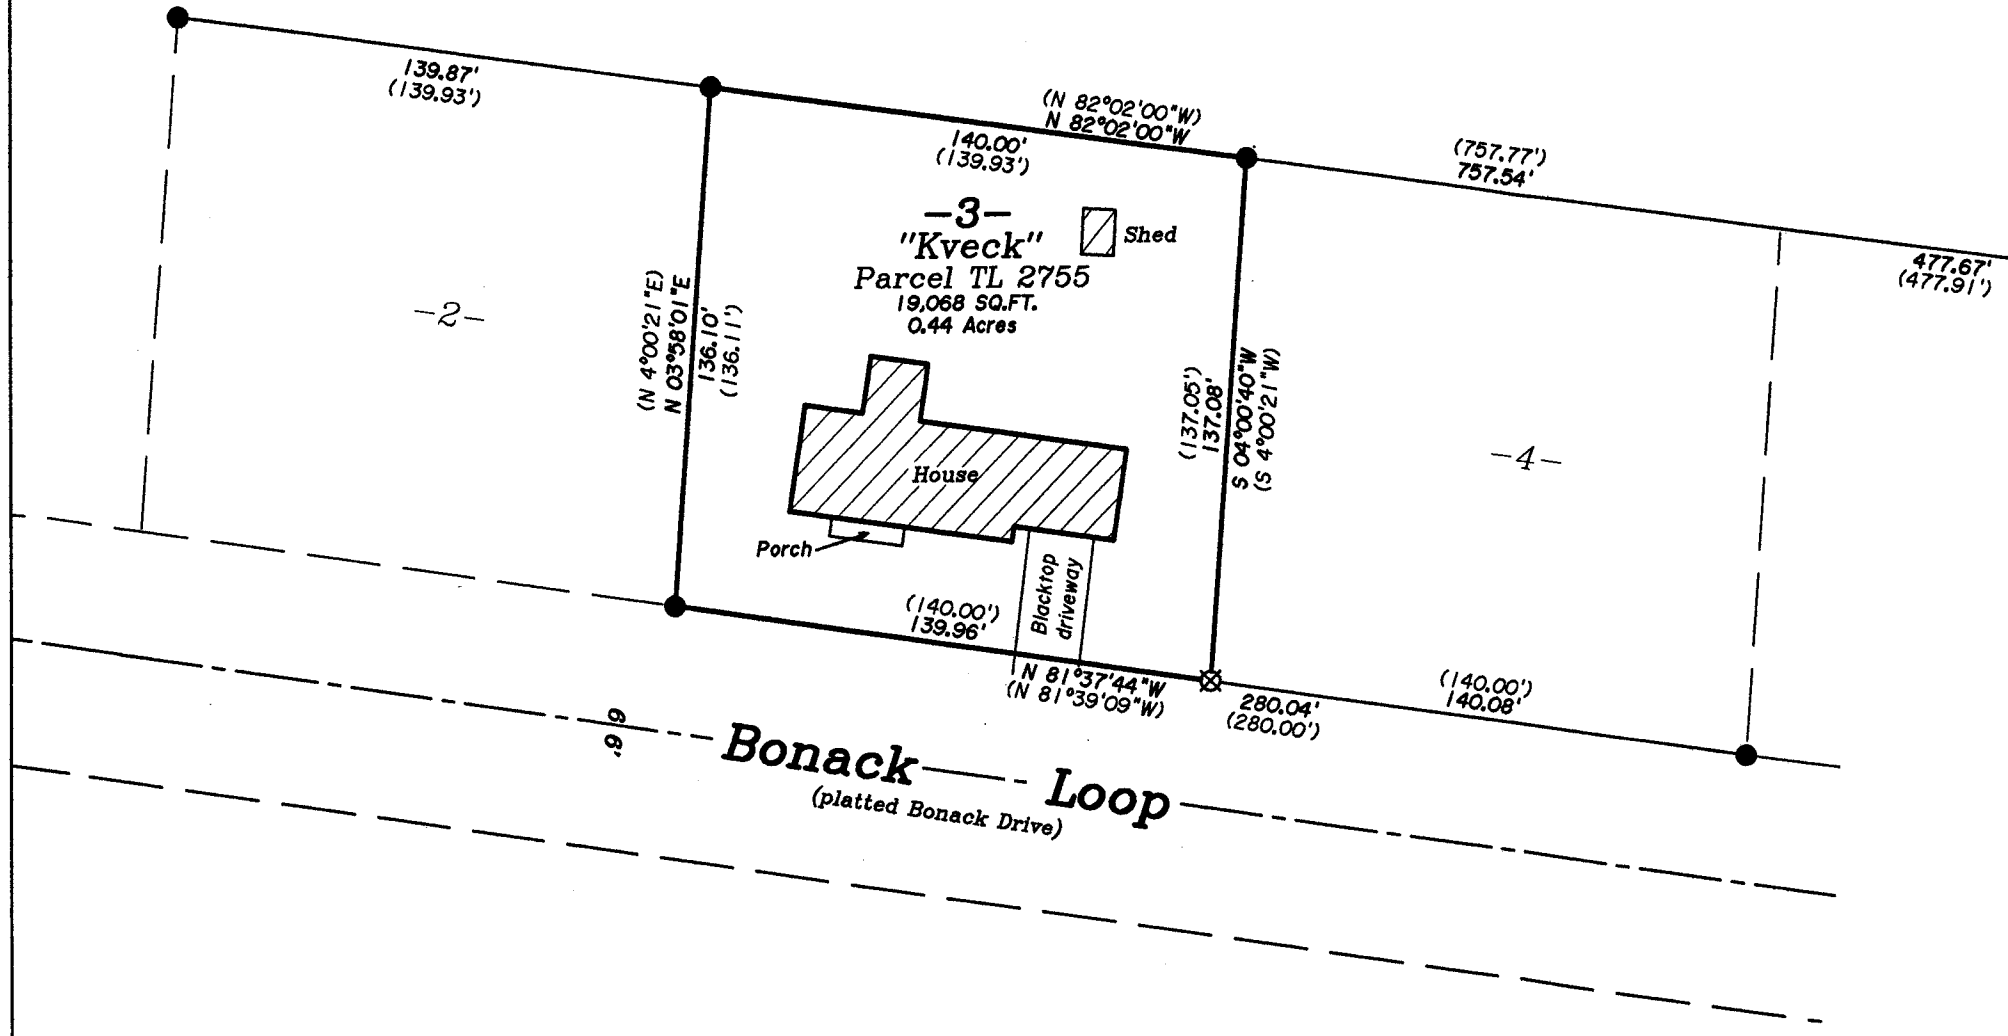 139.87'
(139.93')
(N 82°02'00"W)
N 82°02'00"W
140.00'
(139.93')
(757.77')
757.54'
477.67'
(477.91')
-3-
"Kveck"
Parcel TL 2755
19,068 SQ.FT.
0.44 Acres
Shed
-2-
(N 4°00'21"E)
N 03°58'01"E
136.10'
(136.11')
(137.05')
137.08'
S 04°00'40"W
(S 4°00'21"W)
-4-
House
Porch
Blacktop
driveway
(140.00')
139.96'
N 81°37'44"W
(N 81°39'09"W)
280.04'
(280.00')
(140.00')
140.08'
66'
Bonack Loop
(platted Bonack Drive)